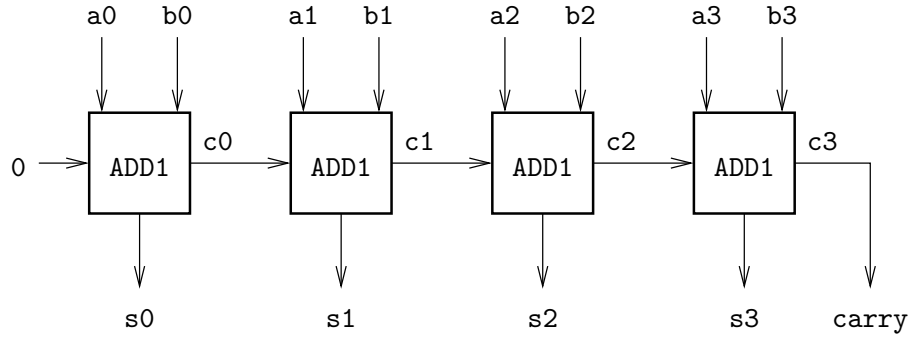 a0 b0 a1 b1 a2 b2 a3 b3
0 ADD1 c0 ADD1 c1 ADD1 c2 ADD1 c3
s0 s1 s2 s3 carry